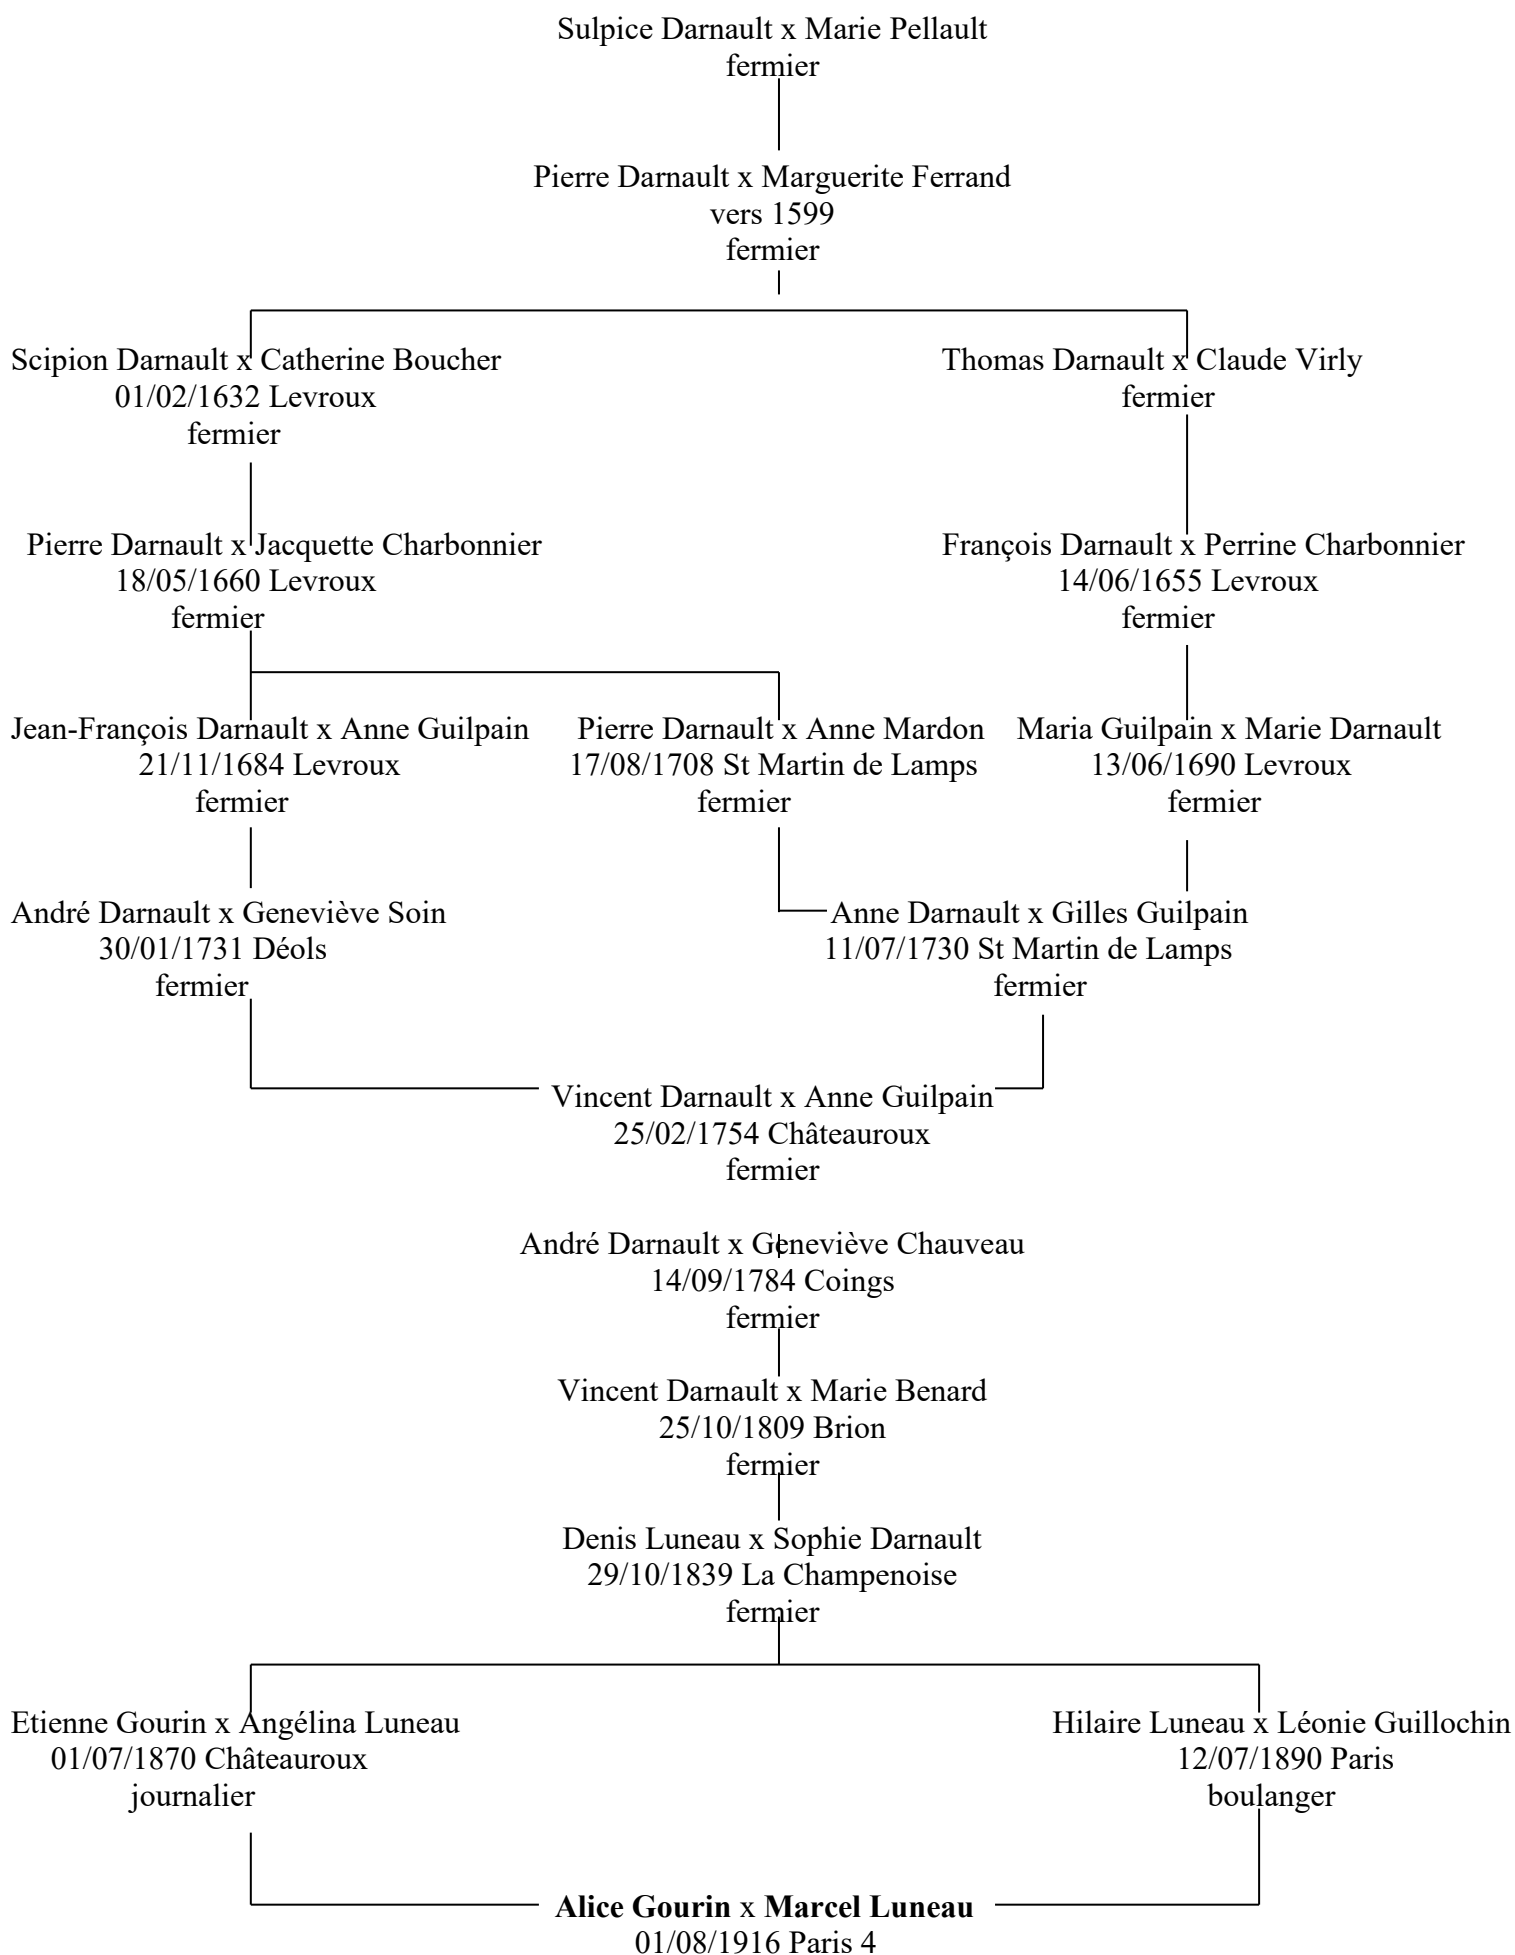 Sulpice Darnault x Marie Pellault
fermier
Pierre Darnault x Marguerite Ferrand
vers 1599
fermier
Scipion Darnault x Catherine Boucher
01/02/1632 Levroux
fermier
Thomas Darnault x Claude Virly
fermier
Pierre Darnault x Jacquette Charbonnier
18/05/1660 Levroux
fermier
François Darnault x Perrine Charbonnier
14/06/1655 Levroux
fermier
Jean-François Darnault x Anne Guilpain
21/11/1684 Levroux
fermier
Pierre Darnault x Anne Mardon
17/08/1708 St Martin de Lamps
fermier
Maria Guilpain x Marie Darnault
13/06/1690 Levroux
fermier
André Darnault x Geneviève Soin
30/01/1731 Déols
fermier
Anne Darnault x Gilles Guilpain
11/07/1730 St Martin de Lamps
fermier
Vincent Darnault x Anne Guilpain
25/02/1754 Châteauroux
fermier
André Darnault x Geneviève Chauveau
14/09/1784 Coings
fermier
Vincent Darnault x Marie Benard
25/10/1809 Brion
fermier
Denis Luneau x Sophie Darnault
29/10/1839 La Champenoise
fermier
Etienne Gourin x Angélina Luneau
01/07/1870 Châteauroux
journalier
Hilaire Luneau x Léonie Guillochin
12/07/1890 Paris
boulanger
Alice Gourin x Marcel Luneau
01/08/1916 Paris 4